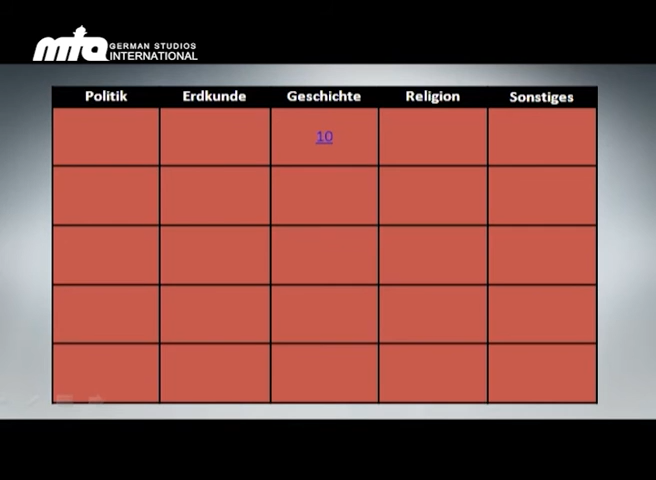 mta GERMAN STUDIOS
INTERNATIONAL
Politik Erdkunde Geschichte Religion Sonstiges
10